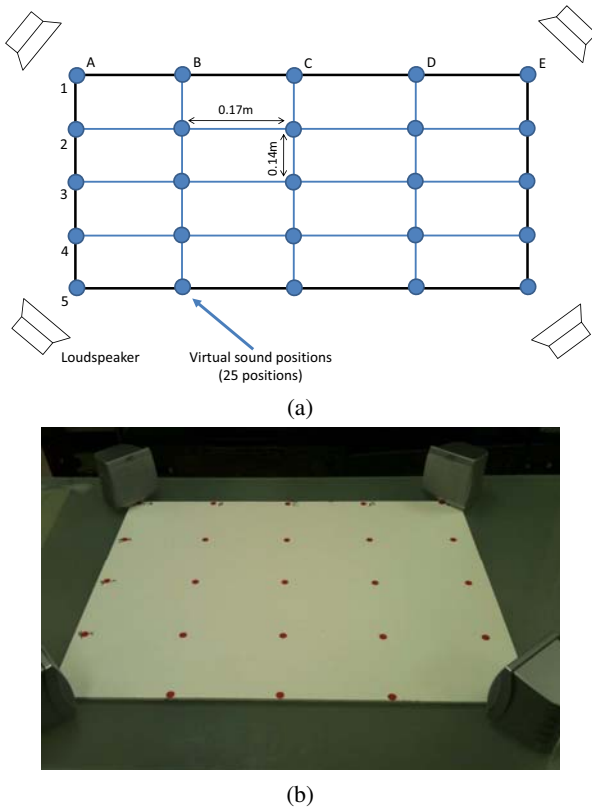 A B C D E
1
0.17m
2
0.14m
3
4
5
Loudspeaker
Virtual sound positions
(25 positions)
(a)
(b)